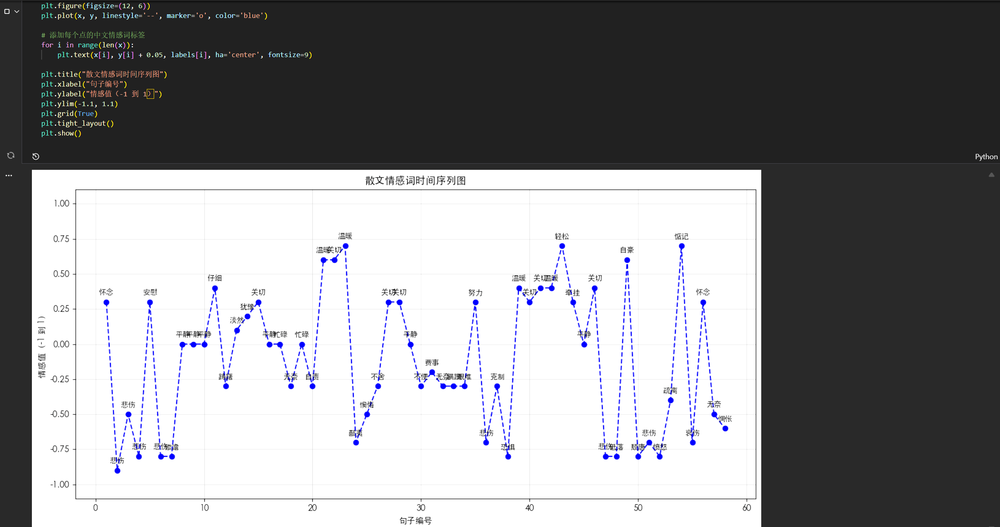 plt.figure(figsize=(12, 6))
plt.plot(x, y, linestyle='--', marker='o', color='blue')
# 添加每个点的中文情感词标签
for i in range(len(x)):
plt.text(x[i], y[i] + 0.05, labels[i], ha='center', fontsize=9)
plt.title("散文情感词时间序列图")
plt.xlabel("句子编号")
plt.ylabel("情感值（-1 到 1）")
plt.ylim(-1.1, 1.1)
plt.grid(True)
plt.tight_layout()
plt.show()
Python
散文情感词时间序列图
情感值（-1 到 1）
1.00
0.75
0.50
0.25
0.00
-0.25
-0.50
-0.75
-1.00
怀念
悲伤
悲伤
悲伤
安慰
悲伤
惨澹
平静
平静
平静
仔细
踌躇
淡然
犹豫
关切
平静
忙碌
无奈
忙碌
自责
温暖
关切
温暖
鄙夷
懊悔
不舍
关切
关切
平静
不便
费事
无奈
艰难
努力
悲伤
克制
恐惧
温暖
关切
关切
温暖
轻松
牵挂
平静
关切
悲伤
低落
自豪
颓唐
悲伤
愤怒
疏离
惦记
哀伤
怀念
无奈
惆怅
0
10
20
30
40
50
60
句子编号